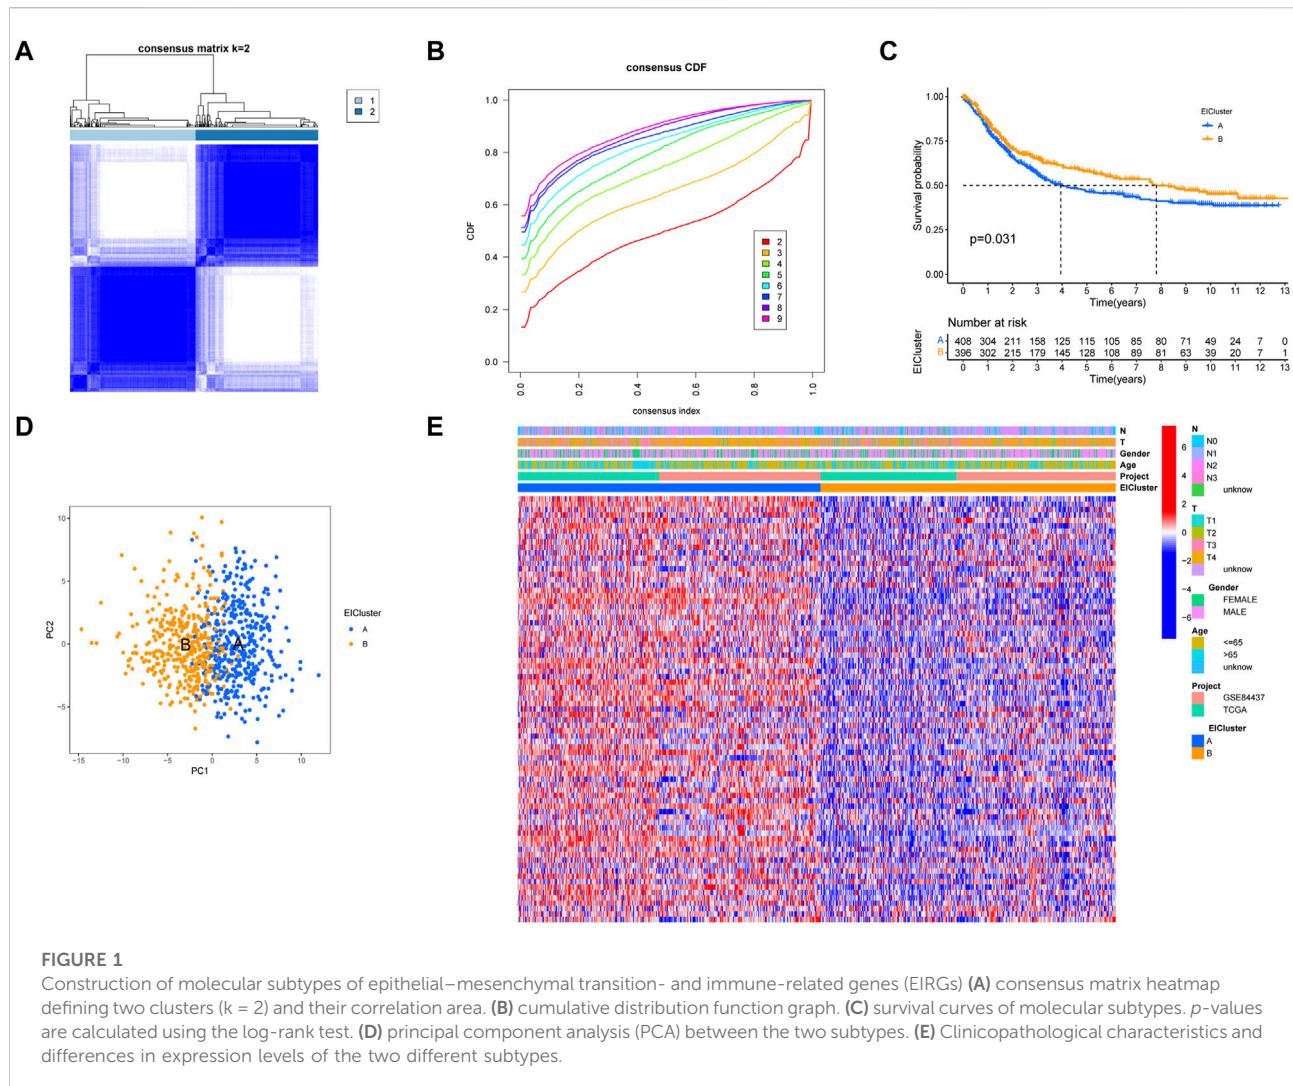 A
consensus matrix k=2
1
2
B
consensus CDF
CDF
1.0
0.8
0.6
0.4
0.2
0.0
0.0
0.2
0.4
0.6
0.8
1.0
consensus index
2
3
4
5
6
7
8
9
C
Survival probability
1.00
0.75
0.50
0.25
0.00
p=0.031
EICluster
A
B
0 1 2 3 4 5 6 7 8 9 10 11 12 13
Time(years)
Number at risk
EICluster
A 408 304 211 158 125 115 105 85 80 71 49 24 7 0
B 396 302 215 179 145 128 108 89 81 63 39 20 7 1
0 1 2 3 4 5 6 7 8 9 10 11 12 13
Time(years)
D
PC2
10
5
0
−5
B A
−15 −10 −5 0 5 10
PC1
EICluster
A
B
E
N
T
Gender
Age
Project
EICluster
6
4
2
0
−2
−4
−6
N
N0
N1
N2
N3
unknow
T
T1
T2
T3
T4
unknow
Gender
FEMALE
MALE
Age
<=65
>65
unknow
Project
GSE84437
TCGA
EICluster
A
B
FIGURE 1
Construction of molecular subtypes of epithelial–mesenchymal transition- and immune-related genes (EIRGs) (A) consensus matrix heatmap
defining two clusters (k = 2) and their correlation area. (B) cumulative distribution function graph. (C) survival curves of molecular subtypes. p-values
are calculated using the log-rank test. (D) principal component analysis (PCA) between the two subtypes. (E) Clinicopathological characteristics and
differences in expression levels of the two different subtypes.